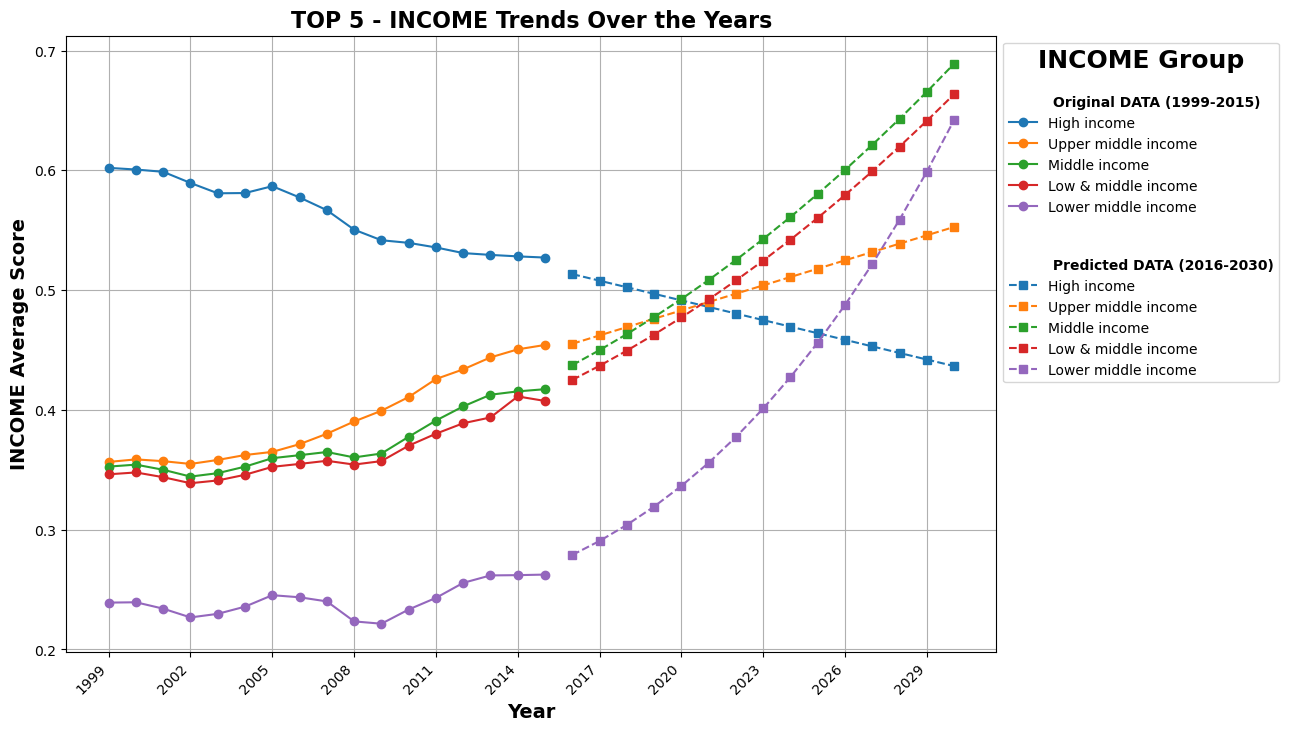 TOP 5 - INCOME Trends Over the Years
INCOME Average Score
0.7
0.6
0.5
0.4
0.3
0.2
1999
2002
2005
2008
2011
2014
2017
2020
2023
2026
2029
Year
INCOME Group
Original DATA (1999-2015)
High income
Upper middle income
Middle income
Low & middle income
Lower middle income
Predicted DATA (2016-2030)
High income
Upper middle income
Middle income
Low & middle income
Lower middle income